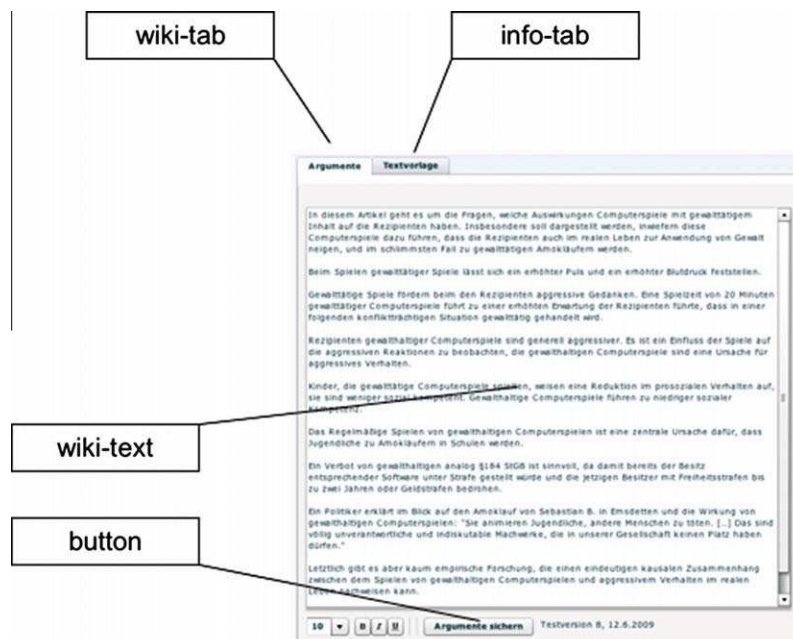 wiki-tab
info-tab
Argumente
Textvorlage
In diesem Artikel geht es um die Fragen, welche Auswirkungen Computerspiele mit gewalttätigem
Inhalt auf die Rezipienten haben. Insbesondere soll dargestellt werden, inwiefern diese
Computerspiele dazu führen, dass die Rezipienten auch im realen Leben zur Anwendung von Gewalt
neigen, und im schlimmsten Fall zu gewalttätigen Amokläufern werden.
Beim Spielen gewalttätiger Spiele lässt sich ein erhöhter Puls und ein erhöhter Blutdruck feststellen.
Gewalttätige Spiele fördern beim den Rezipienten aggressive Gedanken. Eine Spielzeit von 20 Minuten
gewalttätiger Computerspiele führt zu einer erhöhten Erwartung der Rezipienten führte, dass in einer
folgenden konfliktträchtigen Situation gewalttätig gehandelt wird.
Rezipienten gewalthaltiger Computerspiele sind generell aggressiver. Es ist ein Einfluss der Spiele auf
die aggressiven Reaktionen zu beobachten, die gewalthaltigen Computerspiele sind eine Ursache für
aggressives Verhalten.
Kinder, die gewalttätige Computerspiele spielten, weisen eine Reduktion im prosozialen Verhalten auf,
sie sind weniger sozial kompetent. Gewalthaltige Computerspiele führen zu niedriger sozialer
Kompetenz.
wiki-text
Das Regelmäßige Spielen von gewalthaltigen Computerspielen ist eine zentrale Ursache dafür, dass
Jugendliche zu Amokläufern in Schulen werden.
Ein Verbot von gewalthaltigen analog §184 StGB ist sinnvoll, da damit bereits der Besitz
entsprechender Software unter Strafe gestellt würde und die jetzigen Besitzer mit Freiheitsstrafen bis
zu zwei Jahren oder Geldstrafen bedrohen.
Ein Politiker erklärt im Blick auf den Amoklauf von Sebastian B. in Emsdetten und die Wirkung von
gewalthaltigen Computerspielen: "Sie animieren Jugendliche, andere Menschen zu töten. [...] Das sind
völlig unverantwortliche und indiskutable Machwerke, die in unserer Gesellschaft keinen Platz haben
dürfen."
button
Letztlich gibt es aber kaum empirische Forschung, die einen eindeutigen kausalen Zusammenhang
zwischen dem Spielen von gewalthaltigen Computerspielen und aggressivem Verhalten im realen
Leben nachweisen kann.
10 B I U Argumente sichern Testversion B, 12.6.2009